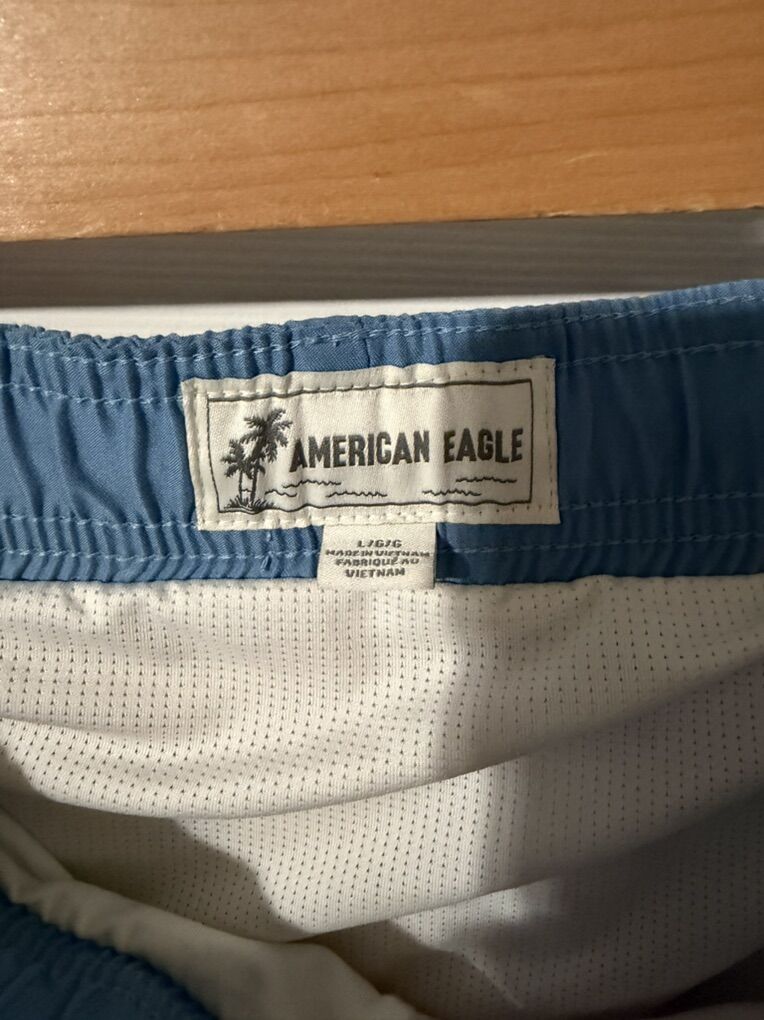 AMERICAN EAGLE
L/G/G
MADE IN VIETNAM
FABRIQUÉ AU
VIETNAM